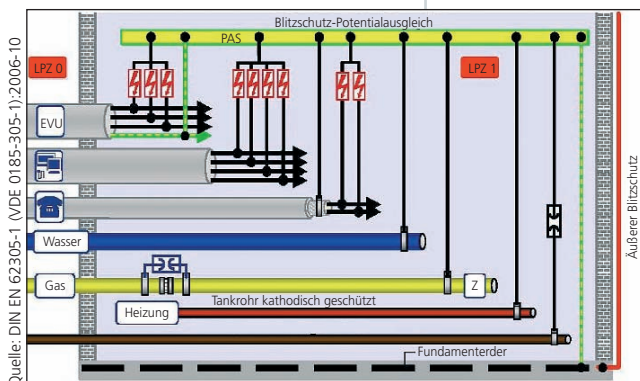 Blitzschutz-Potentialausgleich
PAS
LPZ 0
LPZ 1
EVU
Wasser
Gas
Z
Tankrohr kathodisch geschützt
Heizung
Fundamenterder
Äußerer Blitzschutz
Quelle: DIN EN 62305-1 (VDE 0185-305-1):2006-10